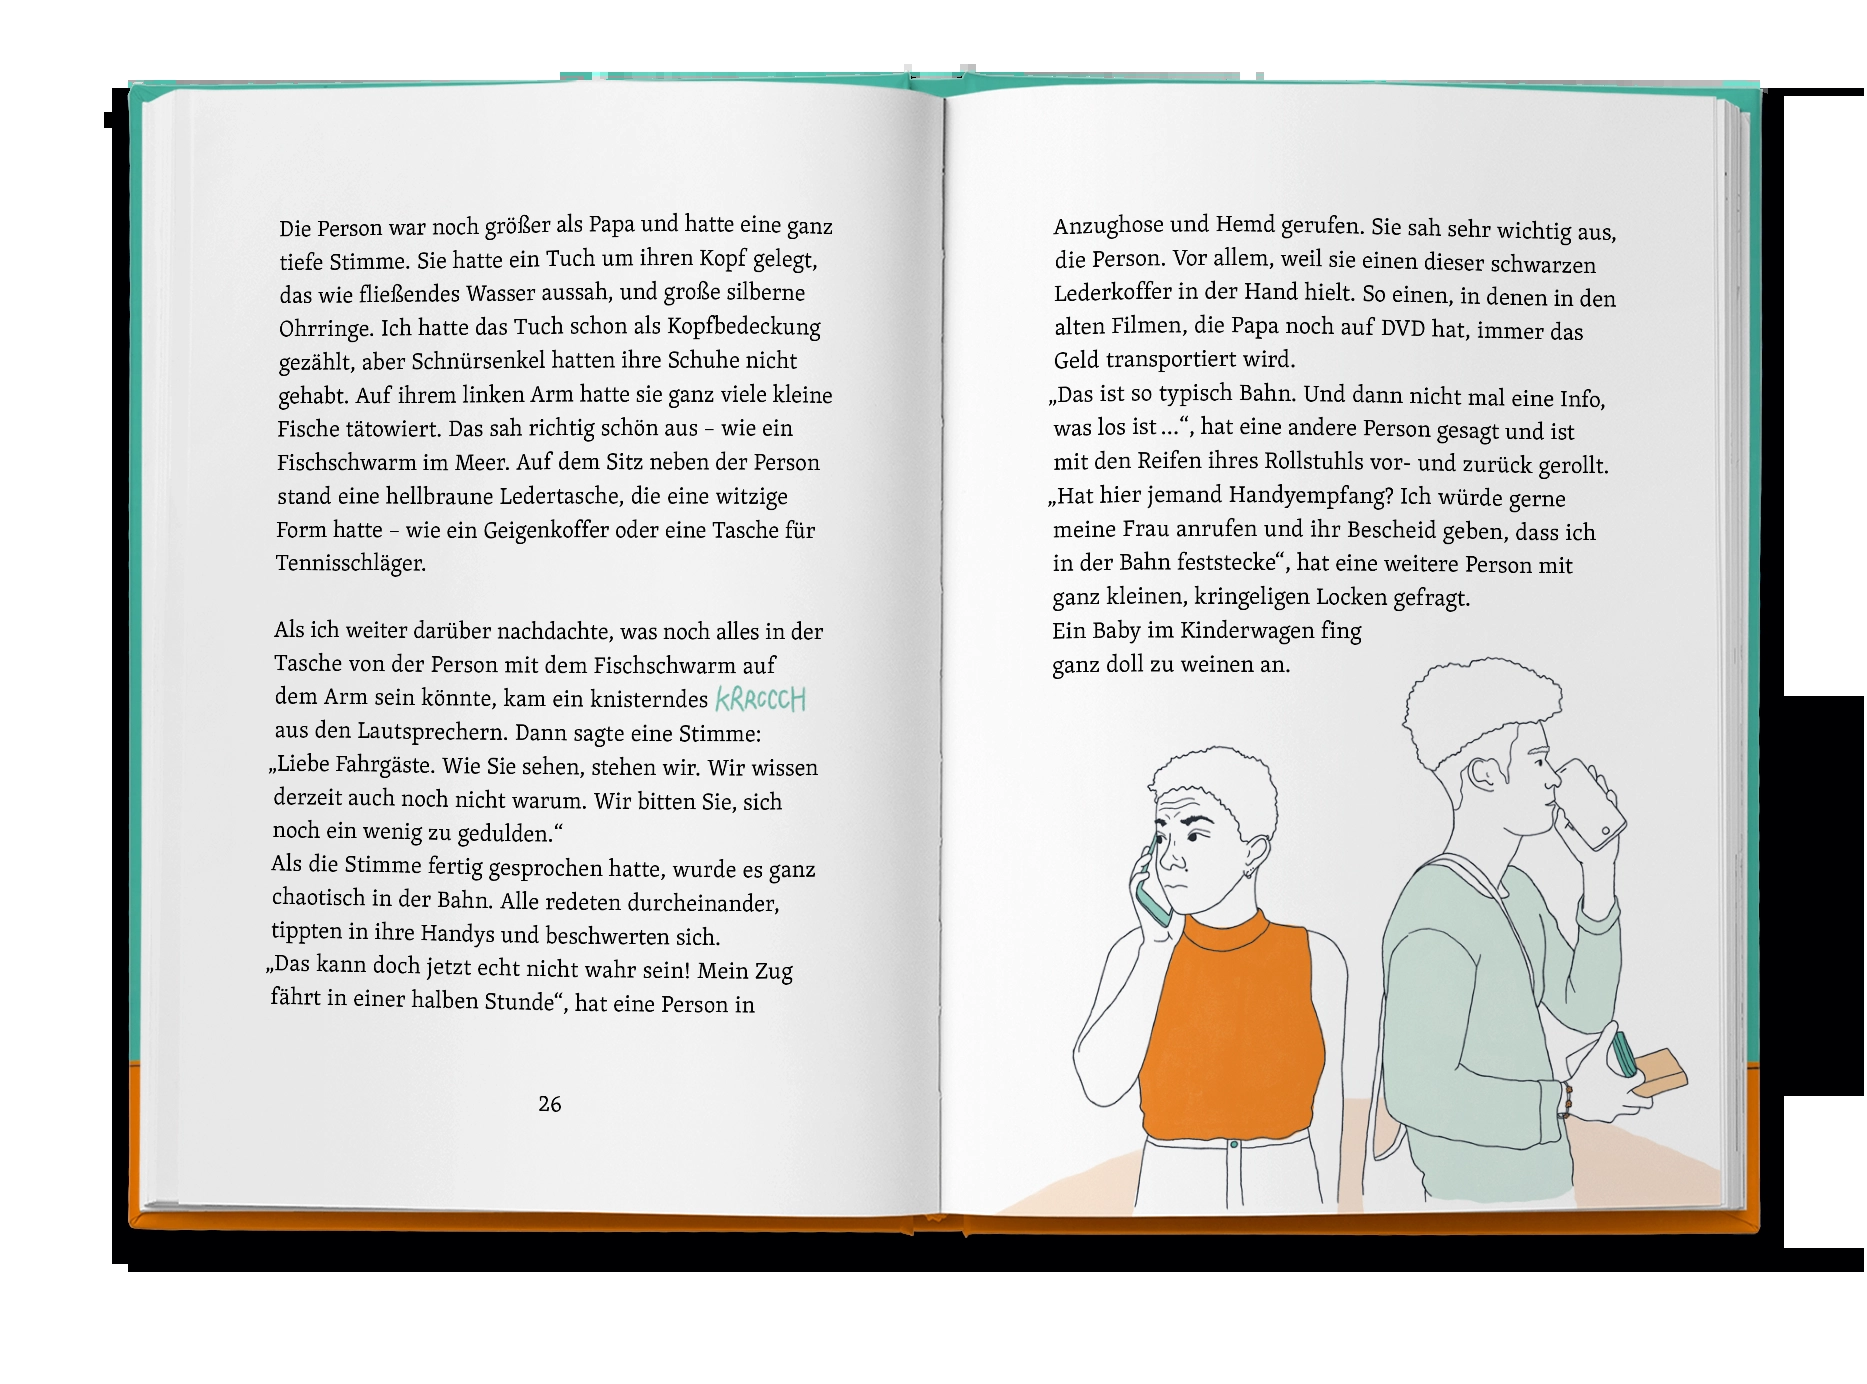 Die Person war noch größer als Papa und hatte eine ganz
tiefe Stimme. Sie hatte ein Tuch um ihren Kopf gelegt,
das wie fließendes Wasser aussah, und große silberne
Ohrringe. Ich hatte das Tuch schon als Kopfbedeckung
gezählt, aber Schnürsenkel hatten ihre Schuhe nicht
gehabt. Auf ihrem linken Arm hatte sie ganz viele kleine
Fische tätowiert. Das sah richtig schön aus – wie ein
Fischschwarm im Meer. Auf dem Sitz neben der Person
stand eine hellbraune Ledertasche, die eine witzige
Form hatte – wie ein Geigenkoffer oder eine Tasche für
Tennisschläger.
Als ich weiter darüber nachdachte, was noch alles in der
Tasche von der Person mit dem Fischschwarm auf
dem Arm sein könnte, kam ein knisterndes KRRCCCH
aus den Lautsprechern. Dann sagte eine Stimme:
„Liebe Fahrgäste. Wie Sie sehen, stehen wir. Wir wissen
derzeit auch noch nicht warum. Wir bitten Sie, sich
noch ein wenig zu gedulden.“
Als die Stimme fertig gesprochen hatte, wurde es ganz
chaotisch in der Bahn. Alle redeten durcheinander,
tippten in ihre Handys und beschwerten sich.
„Das kann doch jetzt echt nicht wahr sein! Mein Zug
fährt in einer halben Stunde“, hat eine Person in
26
Anzughose und Hemd gerufen. Sie sah sehr wichtig aus,
die Person. Vor allem, weil sie einen dieser schwarzen
Lederkoffer in der Hand hielt. So einen, in denen in den
alten Filmen, die Papa noch auf DVD hat, immer das
Geld transportiert wird.
„Das ist so typisch Bahn. Und dann nicht mal eine Info,
was los ist ...“, hat eine andere Person gesagt und ist
mit den Reifen ihres Rollstuhls vor- und zurück gerollt.
„Hat hier jemand Handyempfang? Ich würde gerne
meine Frau anrufen und ihr Bescheid geben, dass ich
in der Bahn feststecke“, hat eine weitere Person mit
ganz kleinen, kringeligen Locken gefragt.
Ein Baby im Kinderwagen fing
ganz doll zu weinen an.